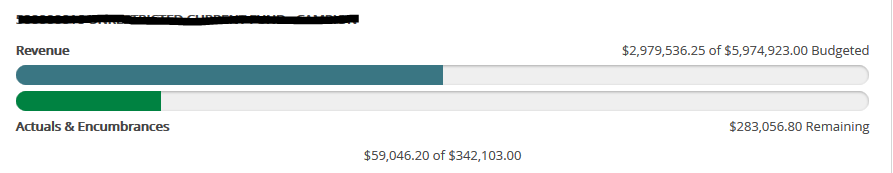 Revenue
$2,979,536.25 of $5,974,923.00 Budgeted
Actuals & Encumbrances
$283,056.80 Remaining
$59,046.20 of $342,103.00